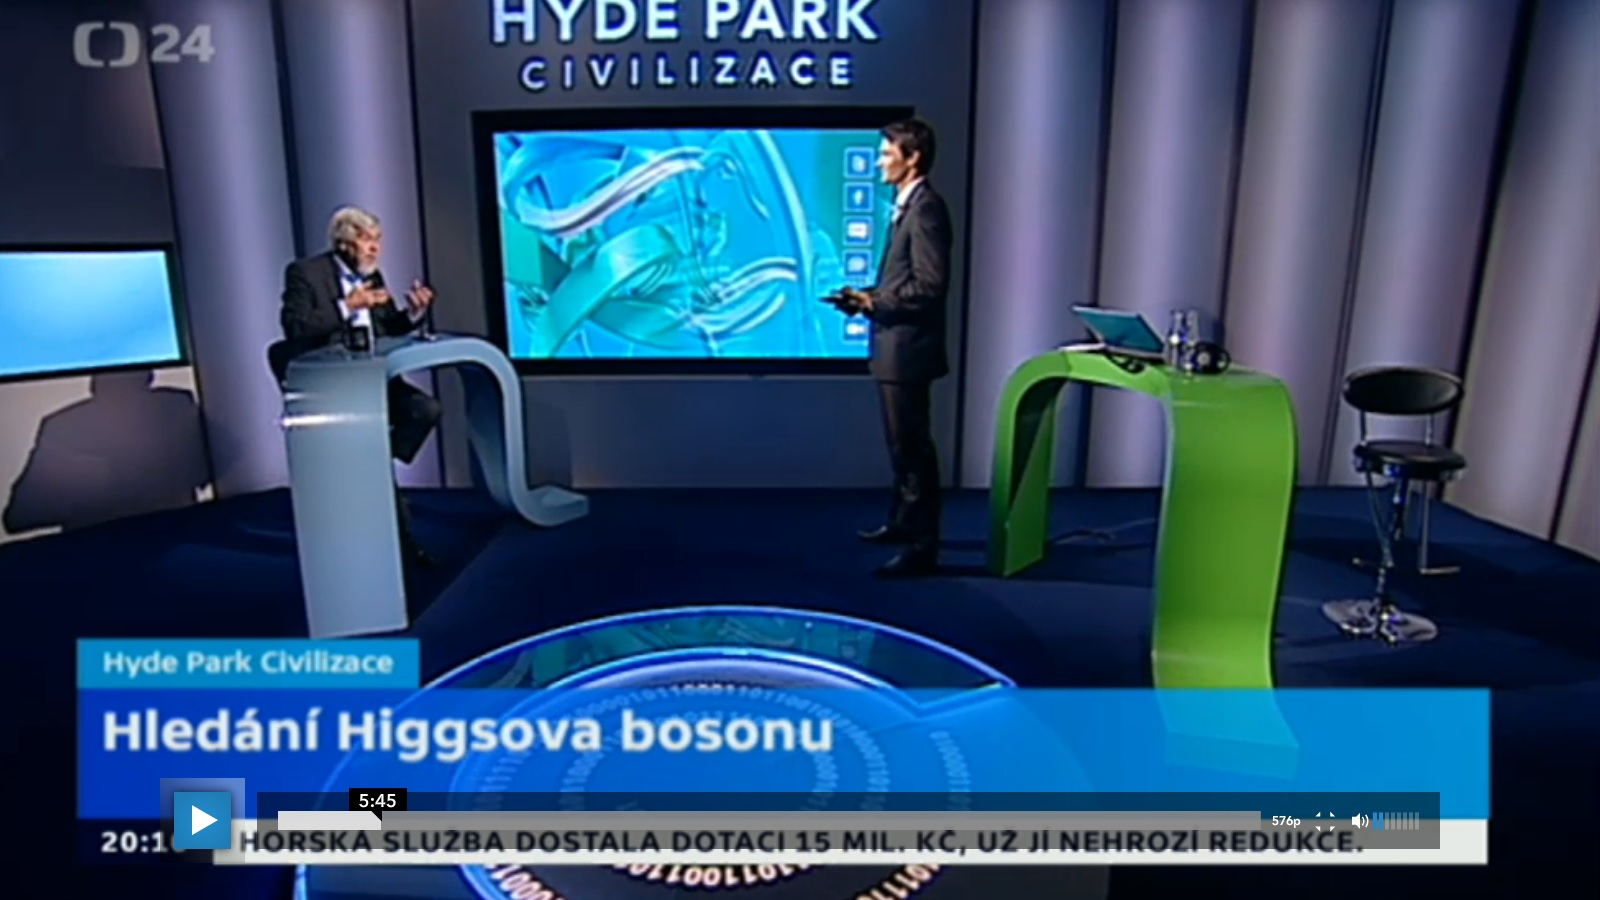 24
HYDE PARK
CIVILIZACE
Hyde Park Civilizace
Hledání Higgsova bosonu
5:45
576p
HORSKÁ SLUŽBA DOSTALA DOTACI 15 MIL. KČ, UŽ JÍ NEHROZÍ REDUKCE.